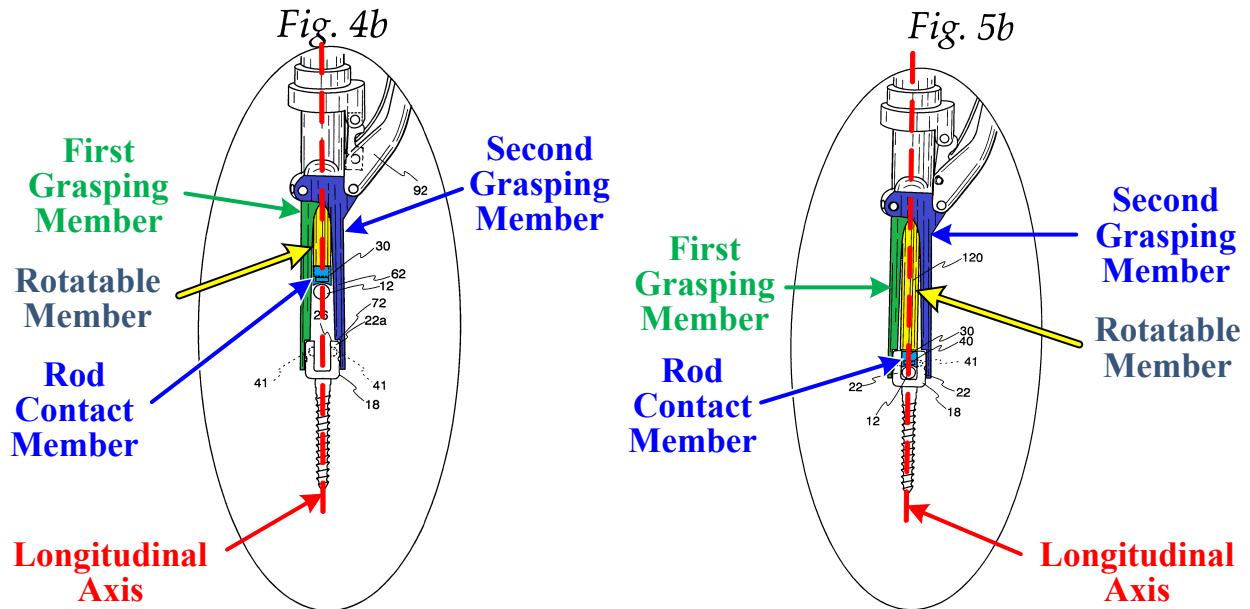 Fig. 4b
First
Grasping
Member
Second
Grasping
Member
92
30
62
12
72
26
22a
41
41
18
Rotatable
Member
Rod
Contact
Member
Longitudinal
Axis
Fig. 5b
First
Grasping
Member
Second
Grasping
Member
120
30
40
41
22
22
18
12
Rotatable
Member
Rod
Contact
Member
Longitudinal
Axis